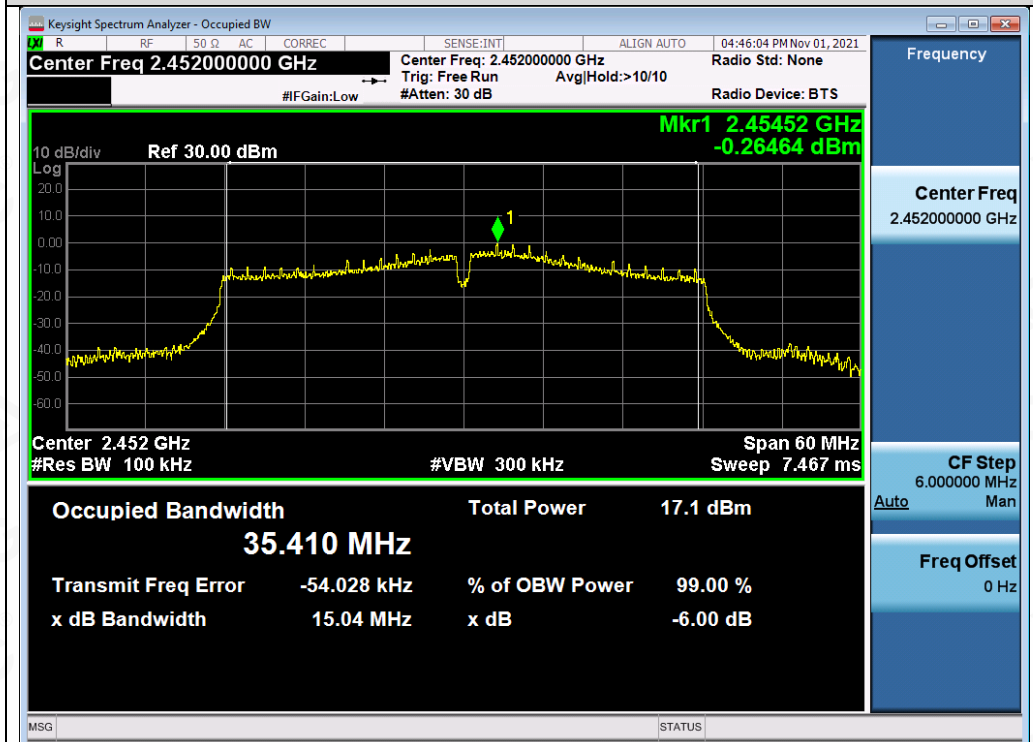 Keysight Spectrum Analyzer - Occupied BW
LXI R RF 50 Ω AC CORREC SENSE:INT ALIGN AUTO 04:46:04 PM Nov 01, 2021
Center Freq 2.452000000 GHz Center Freq: 2.452000000 GHz Radio Std: None
Trig: Free Run Avg|Hold:>10/10
#IFGain:Low #Atten: 30 dB Radio Device: BTS
Frequency
Mkr1 2.45452 GHz
10 dB/div Ref 30.00 dBm -0.26464 dBm
Log
20.0
10.0
0.00
-10.0
-20.0
-30.0
-40.0
-50.0
-60.0
1
Center 2.452 GHz Span 60 MHz
#Res BW 100 kHz #VBW 300 kHz Sweep 7.467 ms
Occupied Bandwidth Total Power 17.1 dBm
35.410 MHz
Transmit Freq Error -54.028 kHz % of OBW Power 99.00 %
x dB Bandwidth 15.04 MHz x dB -6.00 dB
Center Freq
2.452000000 GHz
CF Step
6.000000 MHz
Auto Man
Freq Offset
0 Hz
MSG STATUS